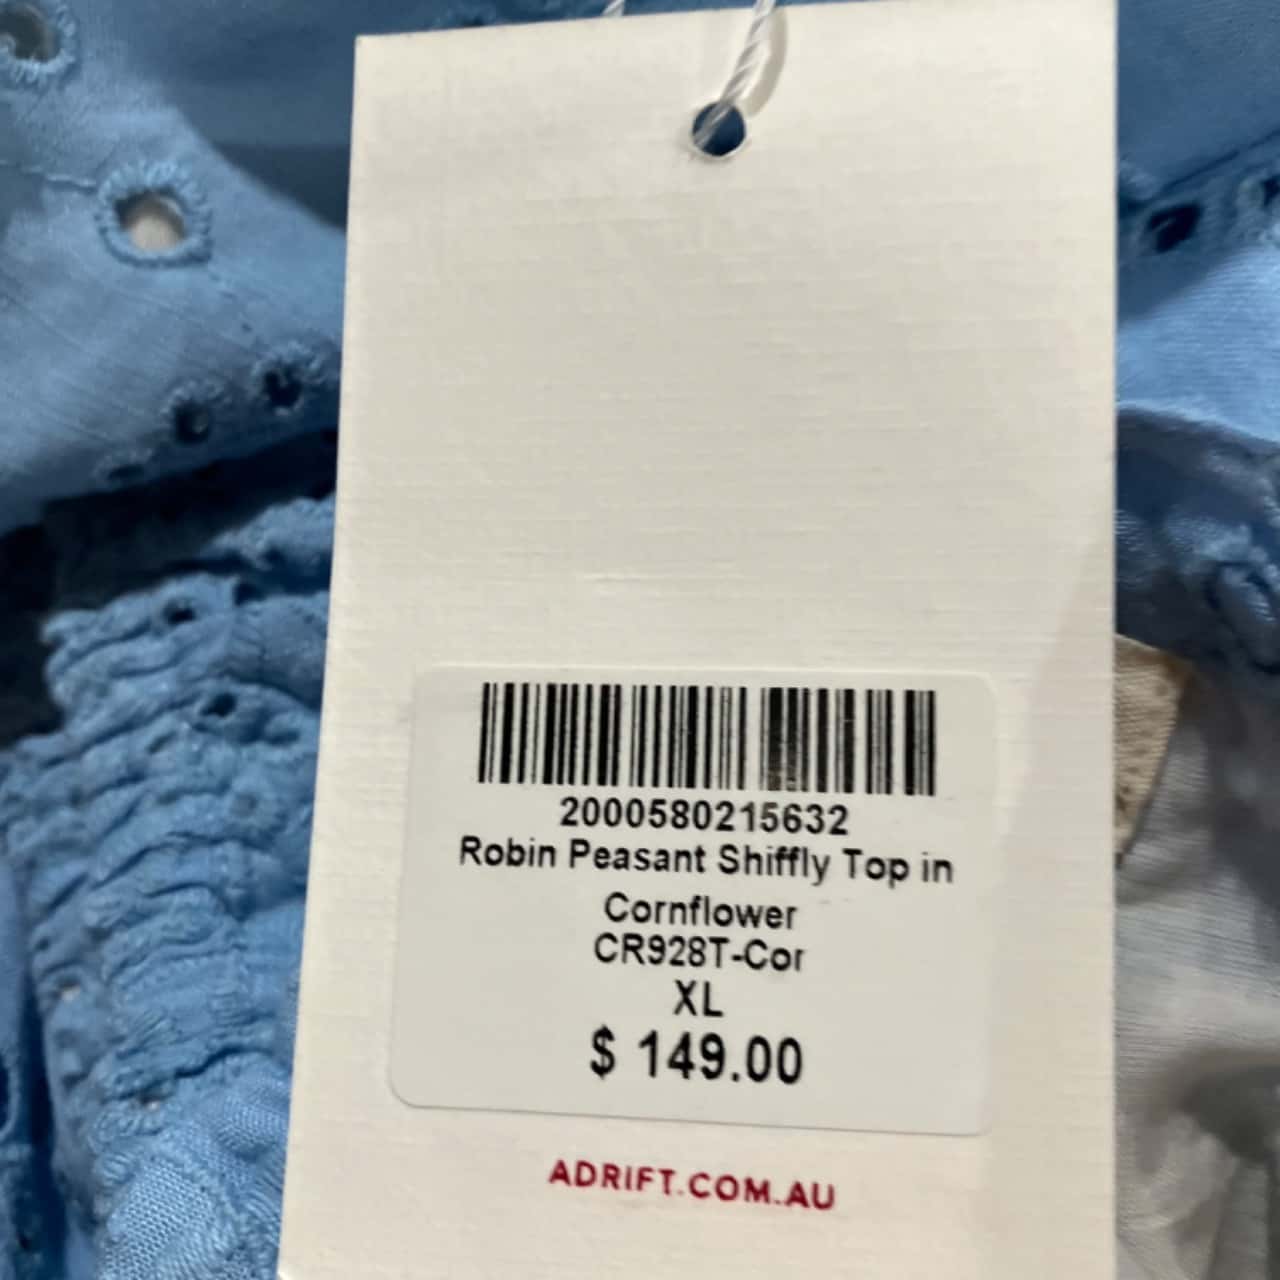 2000580215632
Robin Peasant Shiffly Top in
Cornflower
CR928T-Cor
XL
$ 149.00
ADRIFT.COM.AU